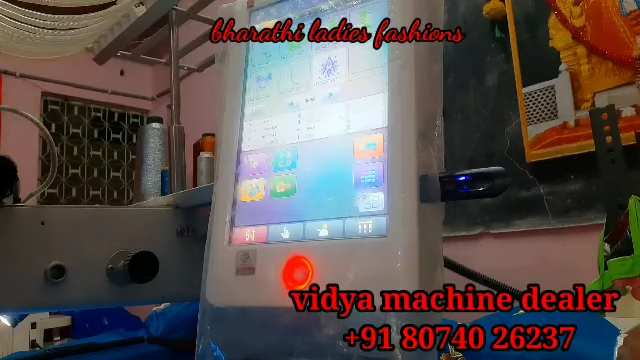 bharathi ladies fashions
vidya machine dealer
+91 80740 26237